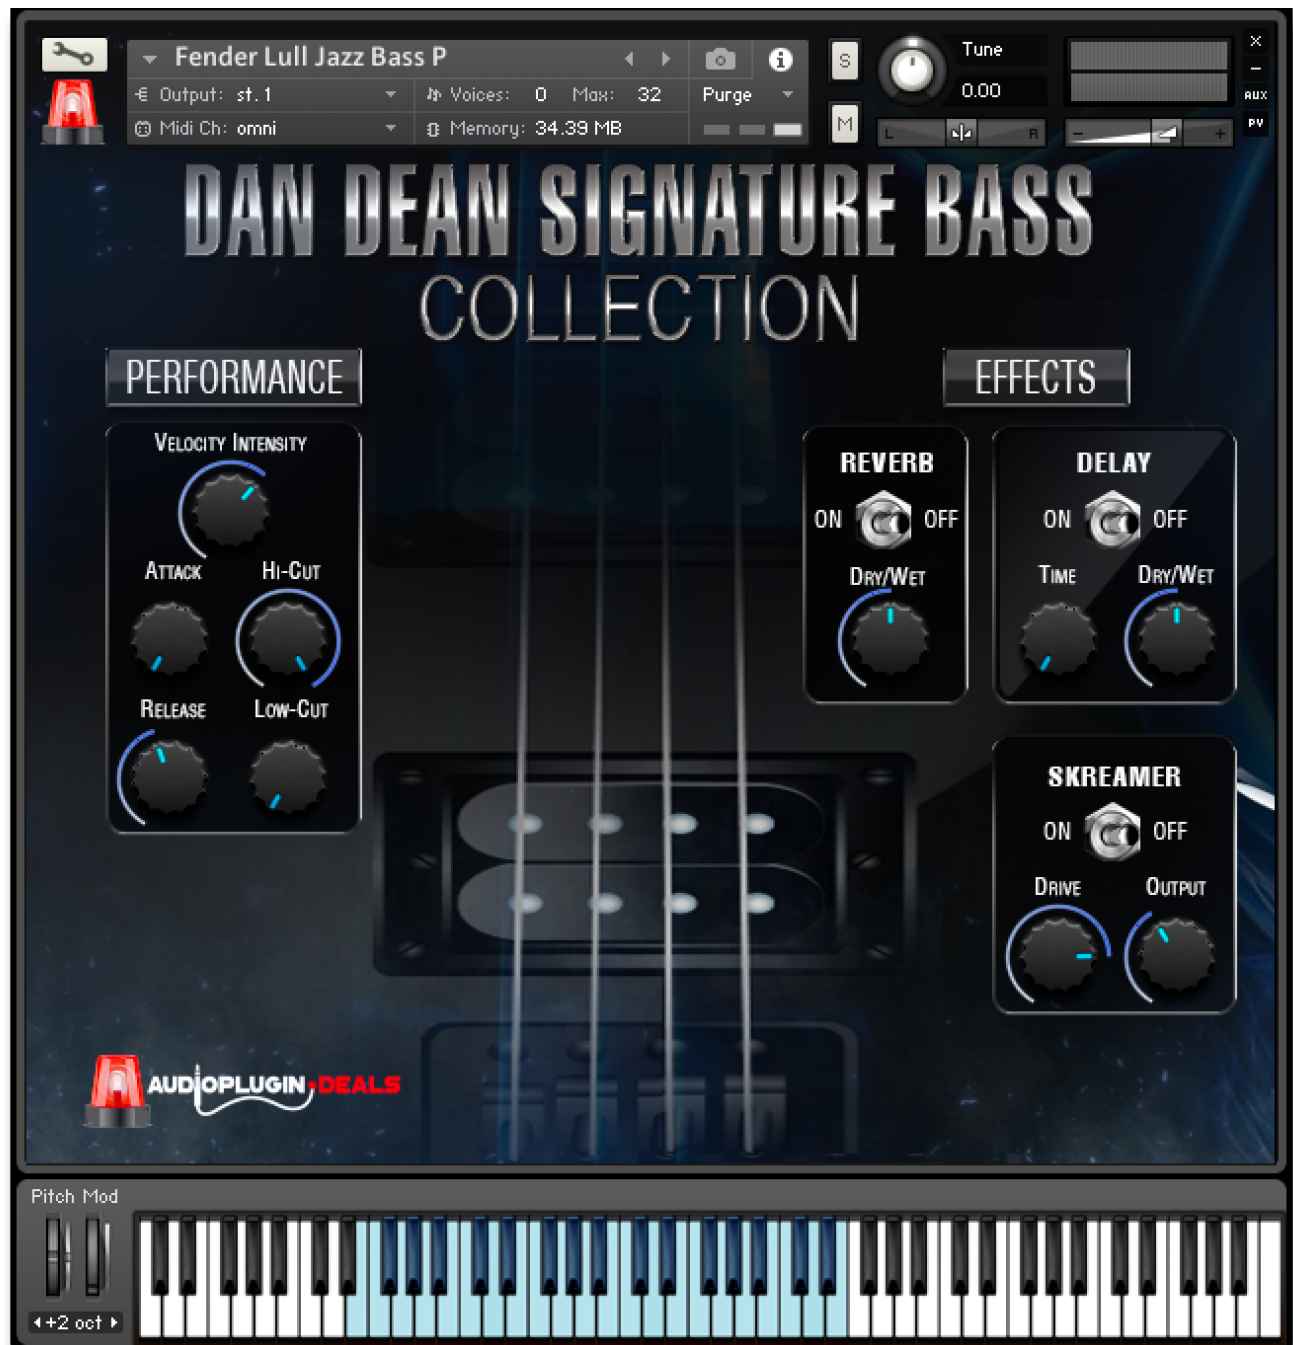 Fender Lull Jazz Bass P
Output: st.1
Voices: 0 Max: 32
Purge
Midi Ch: omni
Memory: 34.39 MB
S
M
Tune
0.00
L R
- +
X
-
AUX
PV
DAN DEAN SIGNATURE BASS
COLLECTION
PERFORMANCE
VELOCITY INTENSITY
ATTACK HI-CUT
RELEASE LOW-CUT
EFFECTS
REVERB
ON OFF
DRY/WET
DELAY
ON OFF
TIME DRY/WET
SKREAMER
ON OFF
DRIVE OUTPUT
AUDIOPLUGIN.DEALS
Pitch Mod
+2 oct